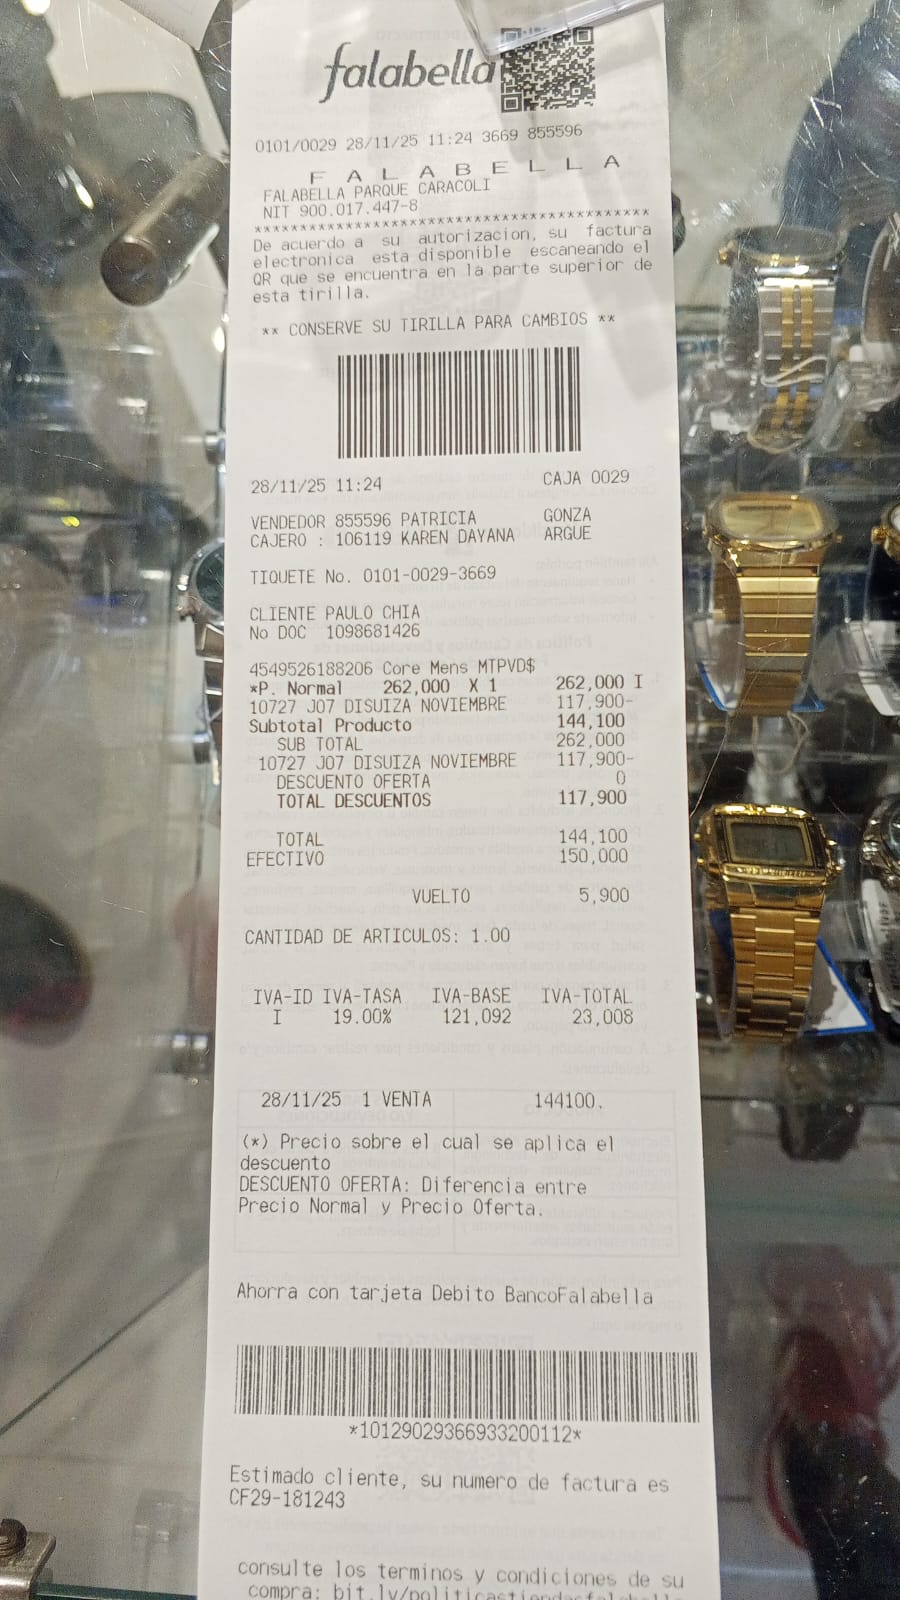 falabella
0101/0029 28/11/25 11:24 3669 855596
F A L A B E L L A
FALABELLA PARQUE CARACOLI
NIT 900.017.447-8
******************************************
De acuerdo a su autorizacion, su factura
electronica esta disponible escaneando el
QR que se encuentra en la parte superior de
esta tirilla.
** CONSERVE SU TIRILLA PARA CAMBIOS **
28/11/25 11:24 CAJA 0029
VENDEDOR 855596 PATRICIA GONZA
CAJERO : 106119 KAREN DAYANA ARGUE
TIQUETE No. 0101-0029-3669
CLIENTE PAULO CHIA
No DOC 1098681426
4549526188206 Core Mens MTPVD$
*P. Normal 262,000 X 1 262,000 I
10727 J07 DISUIZA NOVIEMBRE 117,900-
Subtotal Producto 144,100
SUB TOTAL 262,000
10727 J07 DISUIZA NOVIEMBRE 117,900-
DESCUENTO OFERTA 0
TOTAL DESCUENTOS 117,900
TOTAL 144,100
EFECTIVO 150,000
VUELTO 5,900
CANTIDAD DE ARTICULOS: 1.00
IVA-ID IVA-TASA IVA-BASE IVA-TOTAL
I 19.00% 121,092 23,008
28/11/25 1 VENTA 144100.
(*) Precio sobre el cual se aplica el
descuento
DESCUENTO OFERTA: Diferencia entre
Precio Normal y Precio Oferta.
Ahorra con tarjeta Debito BancoFalabella
*10129029366933200112*
Estimado cliente, su numero de factura es
CF29-181243
consulte los terminos y condiciones de su
compra: bit.ly/politicastiendasfalabella